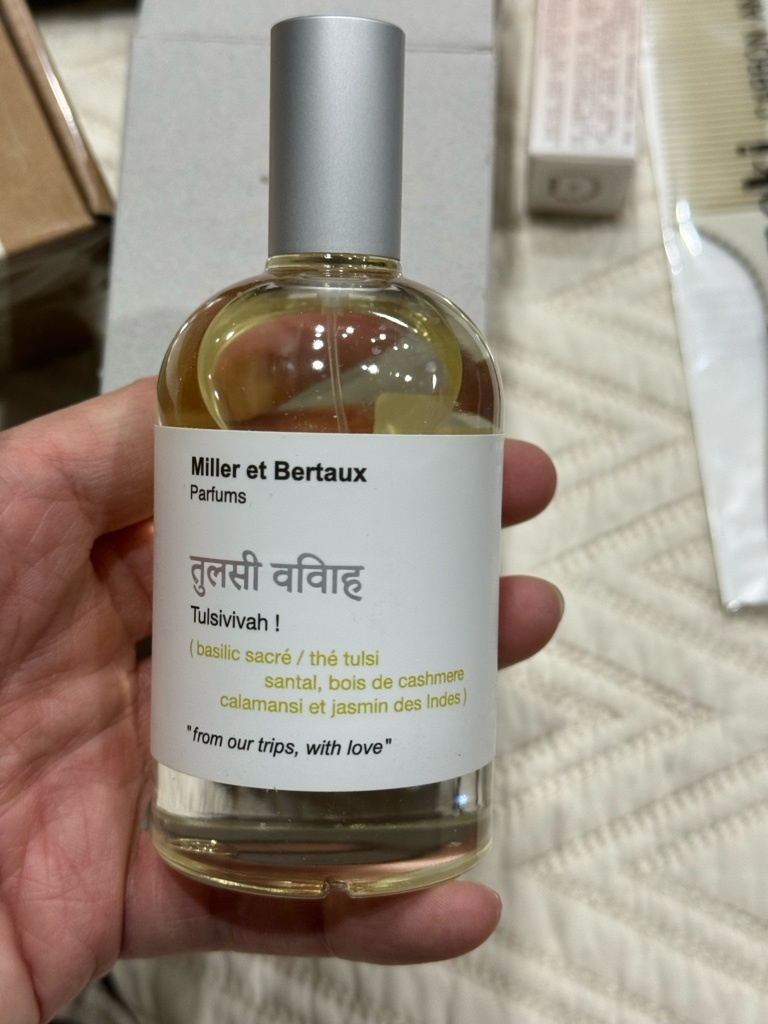 Miller et Bertaux
Parfums
तुलसी वविाह
Tulsivivah !
( basilic sacré / thé tulsi
santal, bois de cashmere
calamansi et jasmin des Indes )
"from our trips, with love"